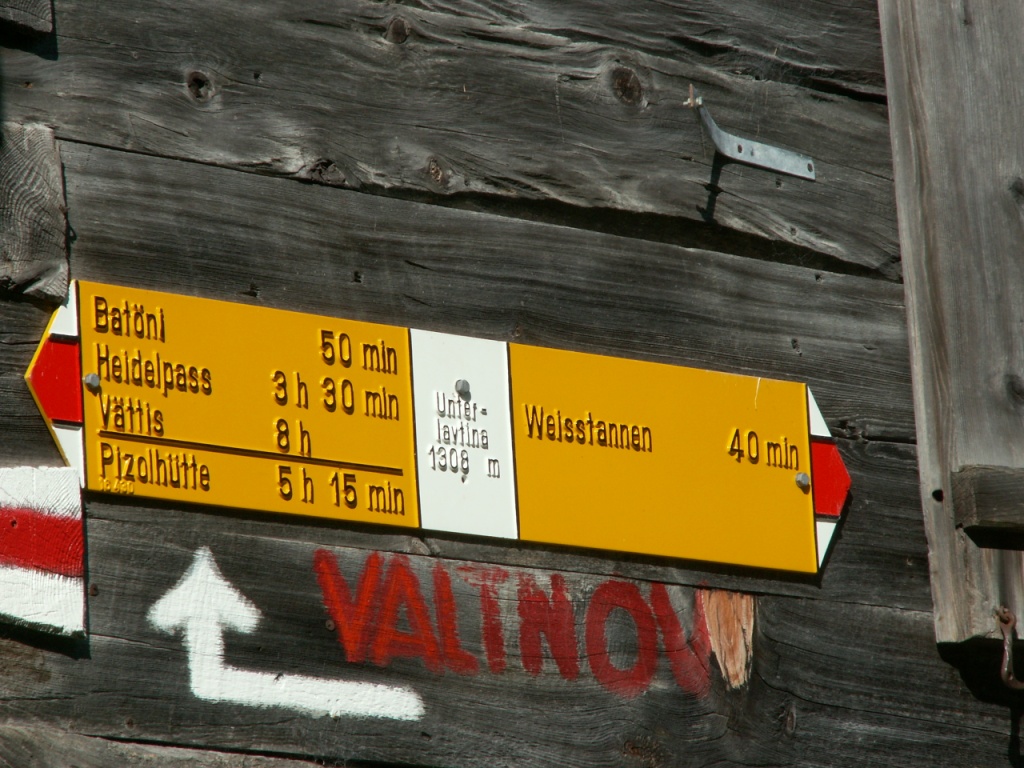 Batöni
50 min
Heidelpass 3 h 30 min
Vättis 8 h
Pizolhütte 5 h 15 min
Unter-
lavtina
1308 m
Weisstannen 40 min
VALTNOV